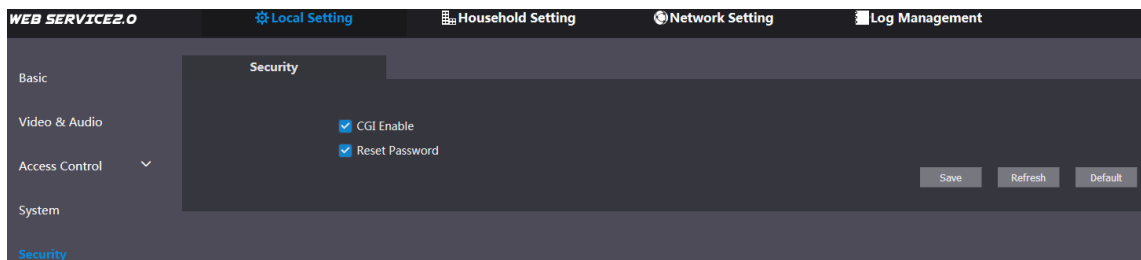 WEB SERVICE2.0 Local Setting Household Setting Network Setting Log Management
Basic
Video & Audio
Access Control
System
Security
Security
CGI Enable
Reset Password
Save Refresh Default